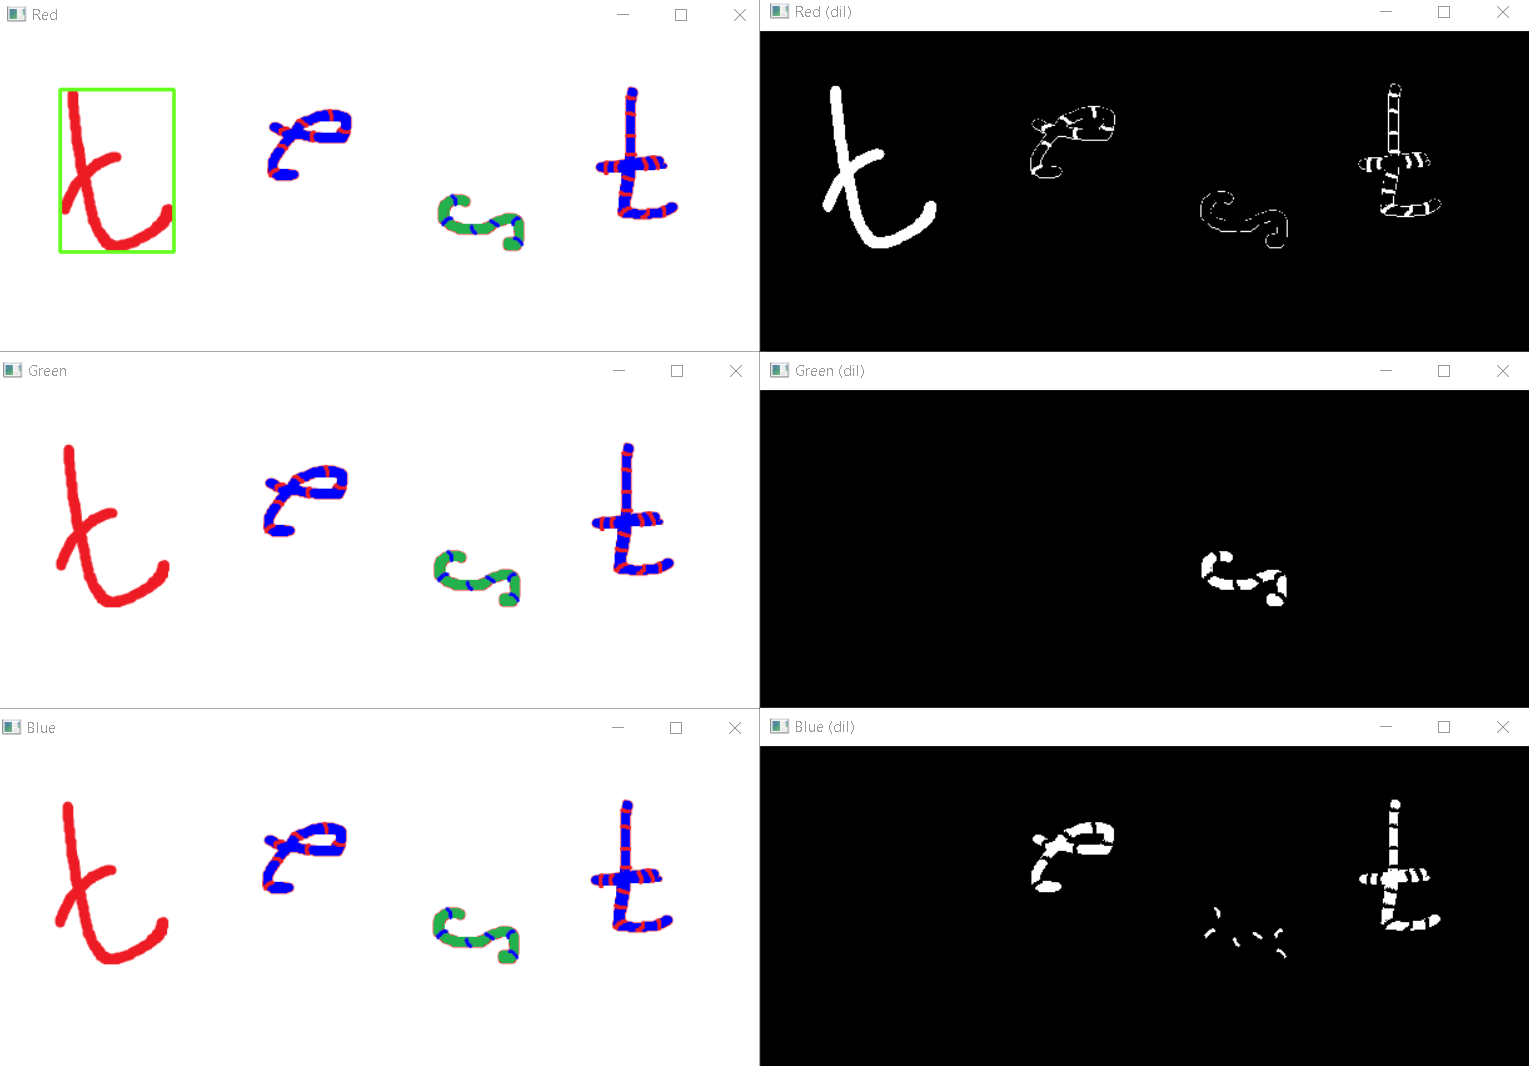 Red
Red (dil)
t
e
s
t
Green
Green (dil)
t
e
s
t
Blue
Blue (dil)
t
e
s
t